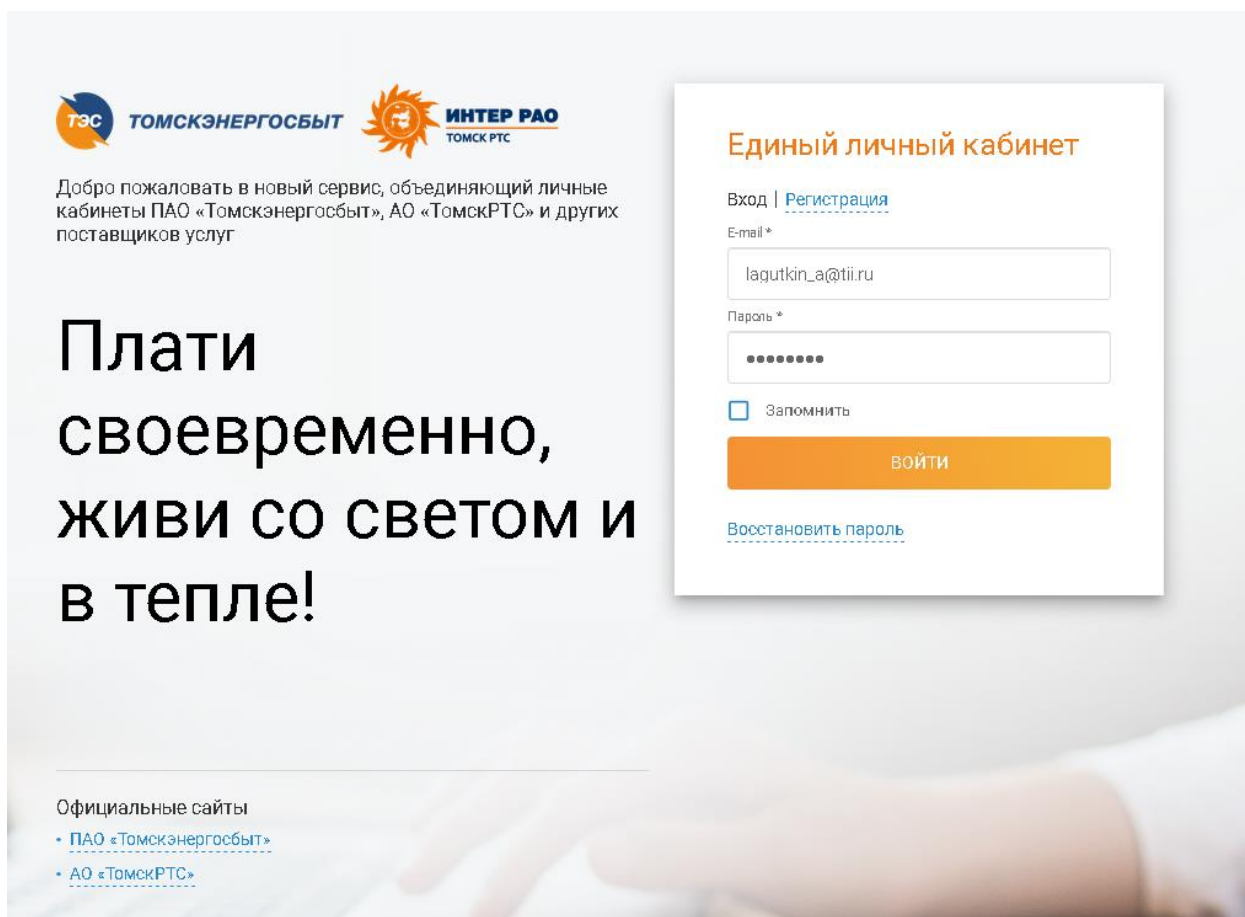 ТЭС
ТОМСКЭНЕРГОСБЫТ
ИНТЕР РАО
ТОМСК РТС
Добро пожаловать в новый сервис, объединяющий личные
кабинеты ПАО «Томскэнергосбыт», АО «ТомскРТС» и других
поставщиков услуг
Плати
своевременно,
живи со светом и
в тепле!
Официальные сайты
• ПАО «Томскэнергосбыт»
• АО «ТомскРТС»
Единый личный кабинет
Вход | Регистрация
E-mail *
lagutkin_a@tii.ru
Пароль *
••••••••
Запомнить
ВОЙТИ
Восстановить пароль